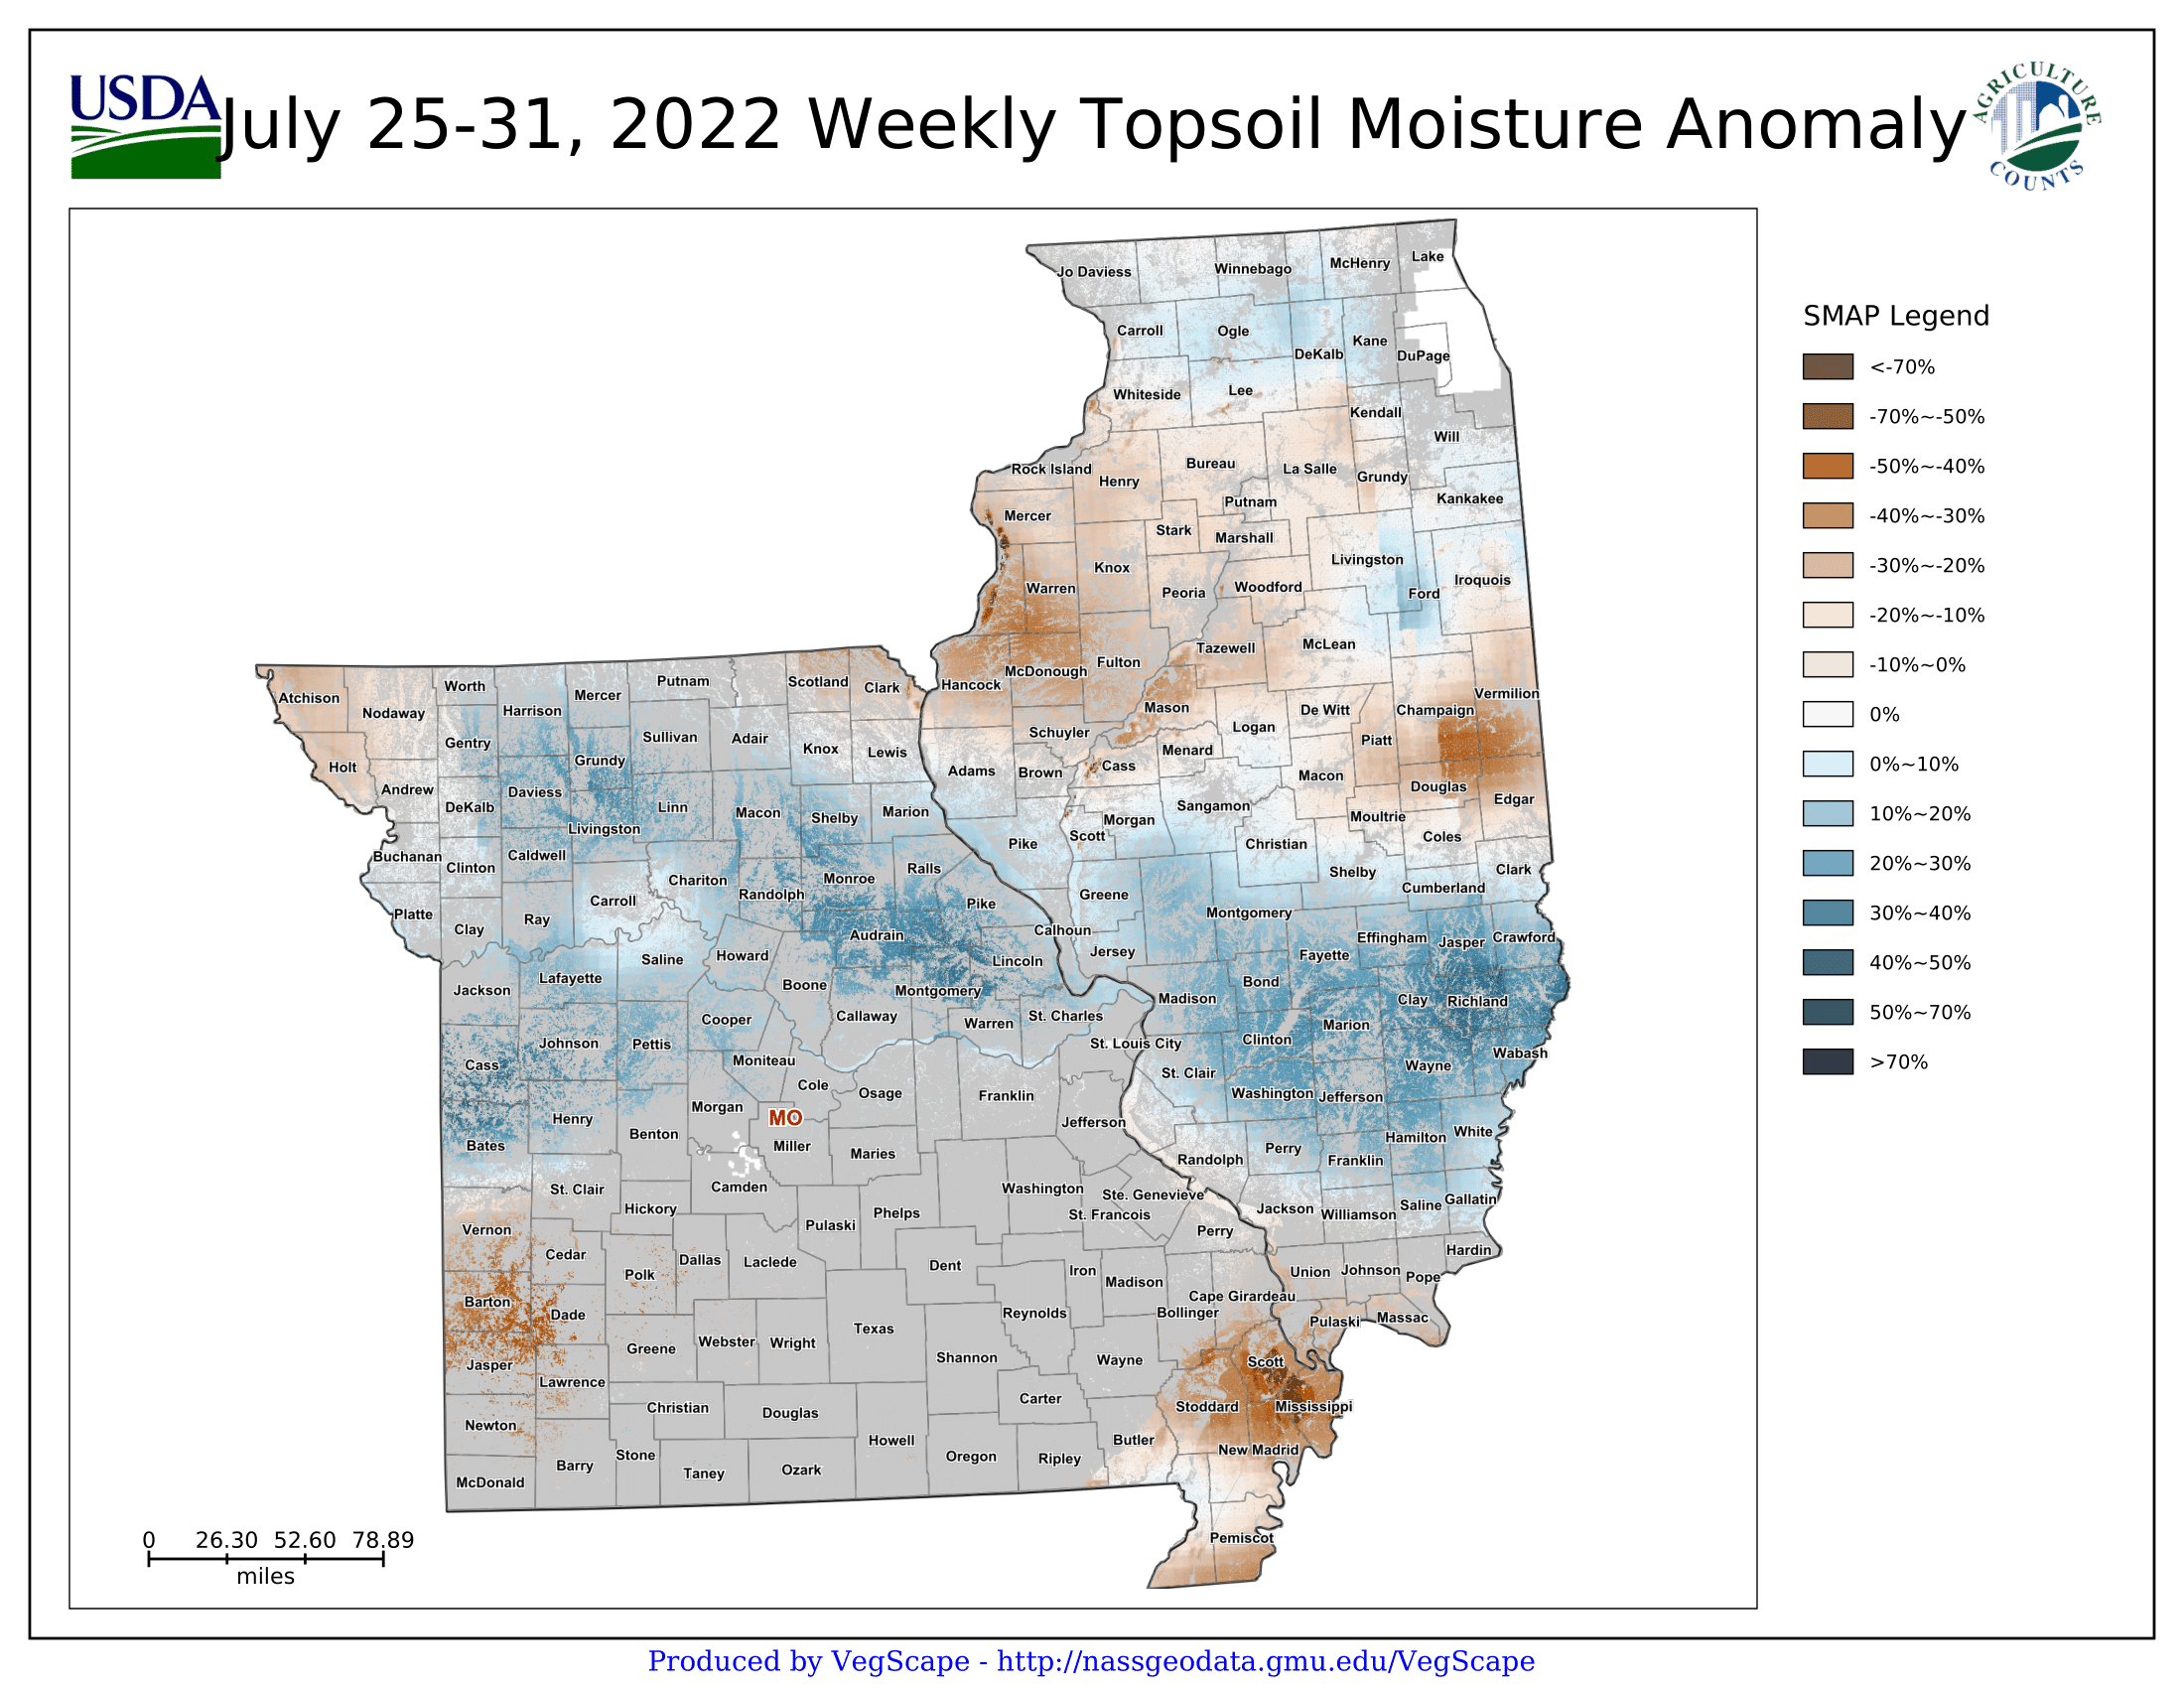 USDA
July 25-31, 2022 Weekly Topsoil Moisture Anomaly
AGRICULTURE
COUNTS
SMAP Legend
<-70%
-70%~-50%
-50%~-40%
-40%~-30%
-30%~-20%
-20%~-10%
-10%~0%
0%
0%~10%
10%~20%
20%~30%
30%~40%
40%~50%
50%~70%
>70%
Jo Daviess
Winnebago
McHenry
Lake
Carroll
Ogle
DeKalb
Kane
DuPage
Whiteside
Lee
Kendall
Will
Rock Island
Henry
Bureau
La Salle
Grundy
Kankakee
Mercer
Putnam
Stark
Marshall
Livingston
Iroquois
Knox
Warren
Peoria
Woodford
Ford
Hancock
McDonough
Fulton
Tazewell
McLean
Vermilion
Mason
Schuyler
Logan
De Witt
Champaign
Piatt
Menard
Cass
Adams
Brown
Macon
Douglas
Edgar
Sangamon
Morgan
Scott
Pike
Christian
Moultrie
Coles
Shelby
Clark
Cumberland
Greene
Montgomery
Calhoun
Jersey
Effingham
Jasper
Crawford
Fayette
Bond
Madison
Clay
Richland
Marion
Clinton
Wabash
Wayne
St. Clair
Washington
Jefferson
Hamilton
White
Perry
Franklin
Randolph
Jackson
Williamson
Saline
Gallatin
Hardin
Union
Johnson
Pope
Pulaski
Massac
Atchison
Nodaway
Worth
Harrison
Mercer
Putnam
Scotland
Clark
Gentry
Sullivan
Adair
Knox
Lewis
Holt
Andrew
DeKalb
Daviess
Grundy
Linn
Macon
Shelby
Marion
Livingston
Buchanan
Clinton
Caldwell
Chariton
Randolph
Monroe
Ralls
Pike
Platte
Clay
Ray
Carroll
Audrain
Saline
Howard
Boone
Lincoln
Montgomery
Jackson
Lafayette
Cooper
Callaway
Warren
St. Charles
St. Louis City
Cass
Johnson
Pettis
Moniteau
Cole
Osage
Franklin
Jefferson
Morgan
MO
Miller
Maries
Henry
Benton
Bates
St. Clair
Camden
Hickory
Washington
Ste. Genevieve
St. Francois
Perry
Vernon
Cedar
Polk
Dallas
Laclede
Pulaski
Phelps
Dent
Iron
Madison
Bollinger
Cape Girardeau
Barton
Dade
Reynolds
Greene
Webster
Wright
Texas
Shannon
Wayne
Scott
Jasper
Lawrence
Christian
Douglas
Carter
Stoddard
Mississippi
Newton
Stone
Howell
Oregon
Ripley
Butler
New Madrid
McDonald
Barry
Taney
Ozark
Pemiscot
0 26.30 52.60 78.89
miles
Produced by VegScape - http://nassgeodata.gmu.edu/VegScape